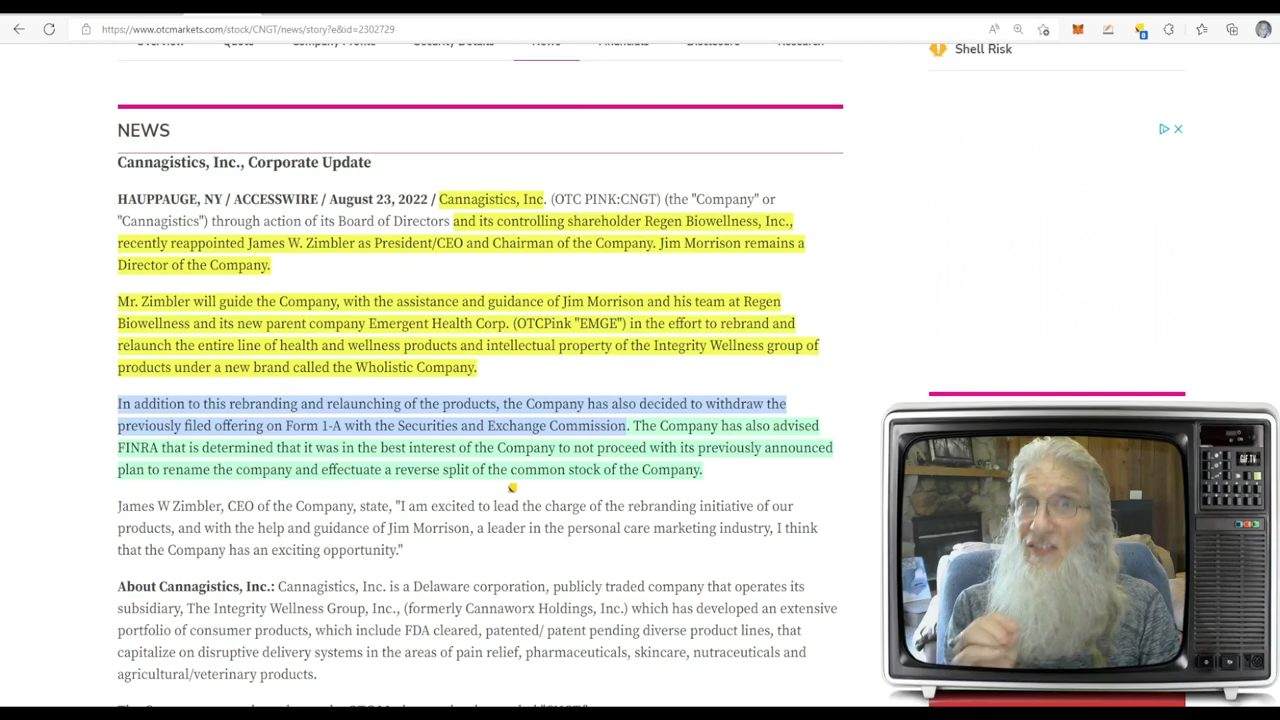 https://www.otcmarkets.com/stock/CNGT/news/story?e&id=2302729
Overview Quote Company Profile Security Details News Financials Disclosure Research
Shell Risk
NEWS
Cannagistics, Inc., Corporate Update
HAUPPAUGE, NY / ACCESSWIRE / August 23, 2022 / Cannagistics, Inc. (OTC PINK:CNGT) (the "Company" or
"Cannagistics") through action of its Board of Directors and its controlling shareholder Regen Biowellness, Inc.,
recently reappointed James W. Zimbler as President/CEO and Chairman of the Company. Jim Morrison remains a
Director of the Company.
Mr. Zimbler will guide the Company, with the assistance and guidance of Jim Morrison and his team at Regen
Biowellness and its new parent company Emergent Health Corp. (OTCPink "EMGE") in the effort to rebrand and
relaunch the entire line of health and wellness products and intellectual property of the Integrity Wellness group of
products under a new brand called the Wholistic Company.
In addition to this rebranding and relaunching of the products, the Company has also decided to withdraw the
previously filed offering on Form 1-A with the Securities and Exchange Commission. The Company has also advised
FINRA that is determined that it was in the best interest of the Company to not proceed with its previously announced
plan to rename the company and effectuate a reverse split of the common stock of the Company.
James W Zimbler, CEO of the Company, state, "I am excited to lead the charge of the rebranding initiative of our
products, and with the help and guidance of Jim Morrison, a leader in the personal care marketing industry, I think
that the Company has an exciting opportunity."
About Cannagistics, Inc.: Cannagistics, Inc. is a Delaware corporation, publicly traded company that operates its
subsidiary, The Integrity Wellness Group, Inc., (formerly Cannaworx Holdings, Inc.) which has developed an extensive
portfolio of consumer products, which include FDA cleared, patented/ patent pending diverse product lines, that
capitalize on disruptive delivery systems in the areas of pain relief, pharmaceuticals, skincare, nutraceuticals and
agricultural/veterinary products.
GIF.TV